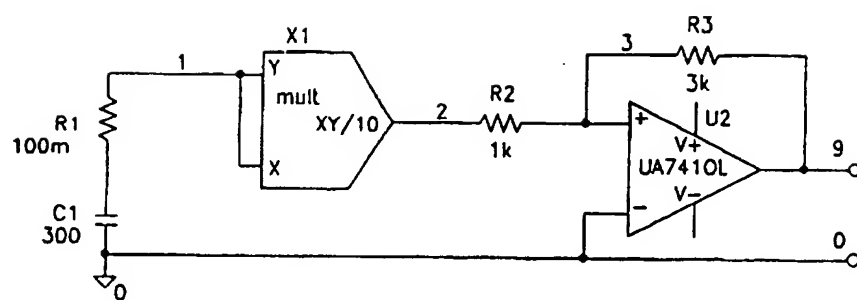 X1
1
Y
mult
XY/10
X
R1
100m
C1
300
0
2
R2
1k
3
R3
3k
+
U2
V+
UA741OL
V-
-
9
0